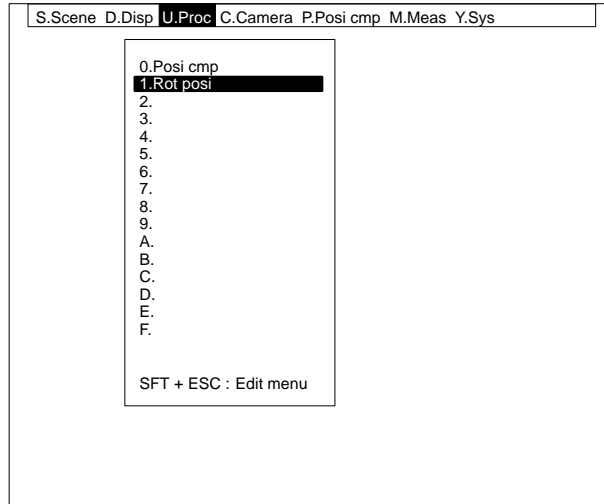 S.Scene D.Disp U.Proc C.Camera P.Posi cmp M.Meas Y.Sys
0.Posi cmp
1.Rot posi
2.
3.
4.
5.
6.
7.
8.
9.
A.
B.
C.
D.
E.
F.
SFT + ESC : Edit menu